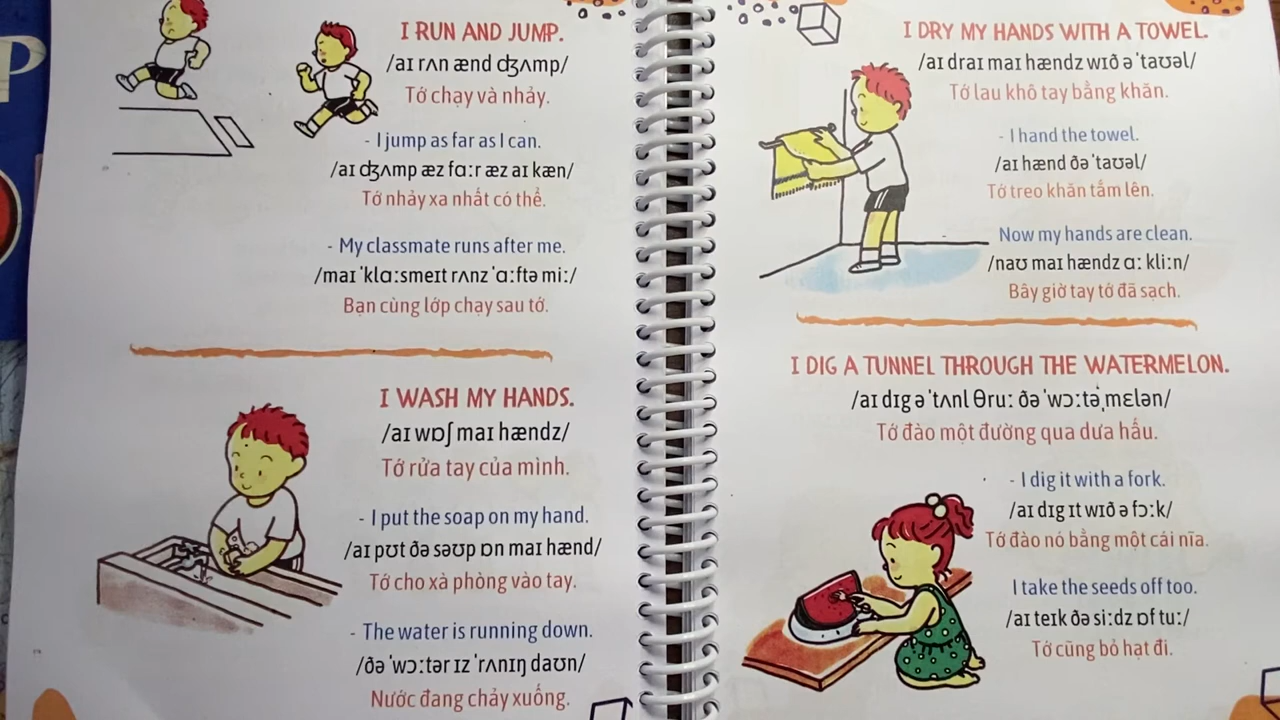 I RUN AND JUMP.
/aɪ rʌn ænd ʤʌmp/
Tớ chạy và nhảy.
- I jump as far as I can.
/aɪ ʤʌmp æz fɑːr æz aɪ kæn/
Tớ nhảy xa nhất có thể.
- My classmate runs after me.
/maɪ ˈklɑːsmeɪt rʌnz ˈɑːftə miː/
Bạn cùng lớp chạy sau tớ.
I WASH MY HANDS.
/aɪ wɒʃ maɪ hændz/
Tớ rửa tay của mình.
- I put the soap on my hand.
/aɪ pʊt ðə səʊp ɒn maɪ hænd/
Tớ cho xà phòng vào tay.
- The water is running down.
/ðə ˈwɔːtər ɪz ˈrʌnɪŋ daʊn/
Nước đang chảy xuống.
I DRY MY HANDS WITH A TOWEL.
/aɪ draɪ maɪ hændz wɪð ə ˈtaʊəl/
Tớ lau khô tay bằng khăn.
- I hand the towel.
/aɪ hænd ðə ˈtaʊəl/
Tớ treo khăn tắm lên.
Now my hands are clean.
/naʊ maɪ hændz ɑː kliːn/
Bây giờ tay tớ đã sạch.
I DIG A TUNNEL THROUGH THE WATERMELON.
/aɪ dɪg ə ˈtʌnl θruː ðə ˈwɔːtəˌmɛlən/
Tớ đào một đường qua dưa hấu.
- I dig it with a fork.
/aɪ dɪg ɪt wɪð ə fɔːk/
Tớ đào nó bằng một cái nĩa.
I take the seeds off too.
/aɪ teɪk ðə siːdz ɒf tuː/
Tớ cũng bỏ hạt đi.